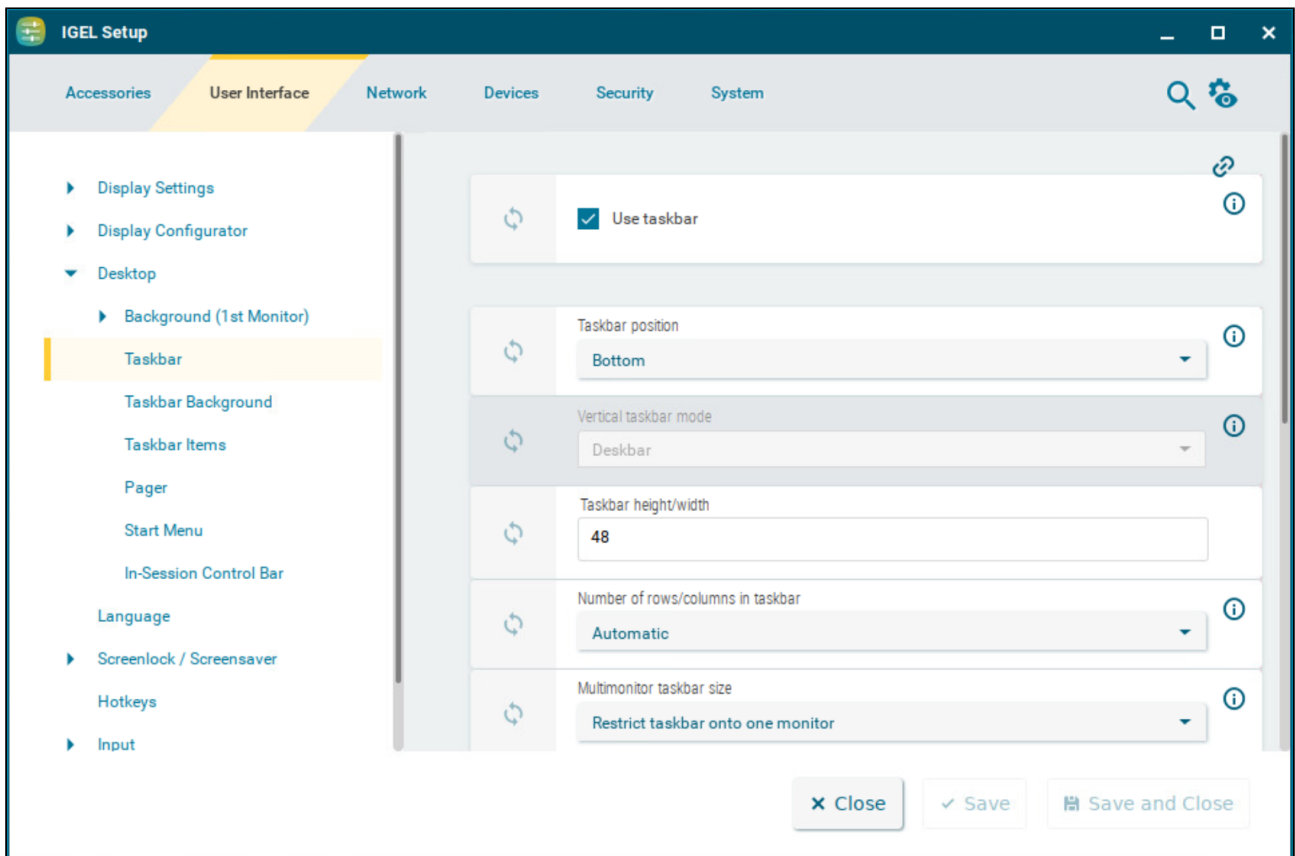 IGEL Setup
Accessories
User Interface
Network
Devices
Security
System
Display Settings
Display Configurator
Desktop
Background (1st Monitor)
Taskbar
Taskbar Background
Taskbar Items
Pager
Start Menu
In-Session Control Bar
Language
Screenlock / Screensaver
Hotkeys
Input
Use taskbar
Taskbar position
Bottom
Vertical taskbar mode
Deskbar
Taskbar height/width
48
Number of rows/columns in taskbar
Automatic
Multimonitor taskbar size
Restrict taskbar onto one monitor
Close
Save
Save and Close